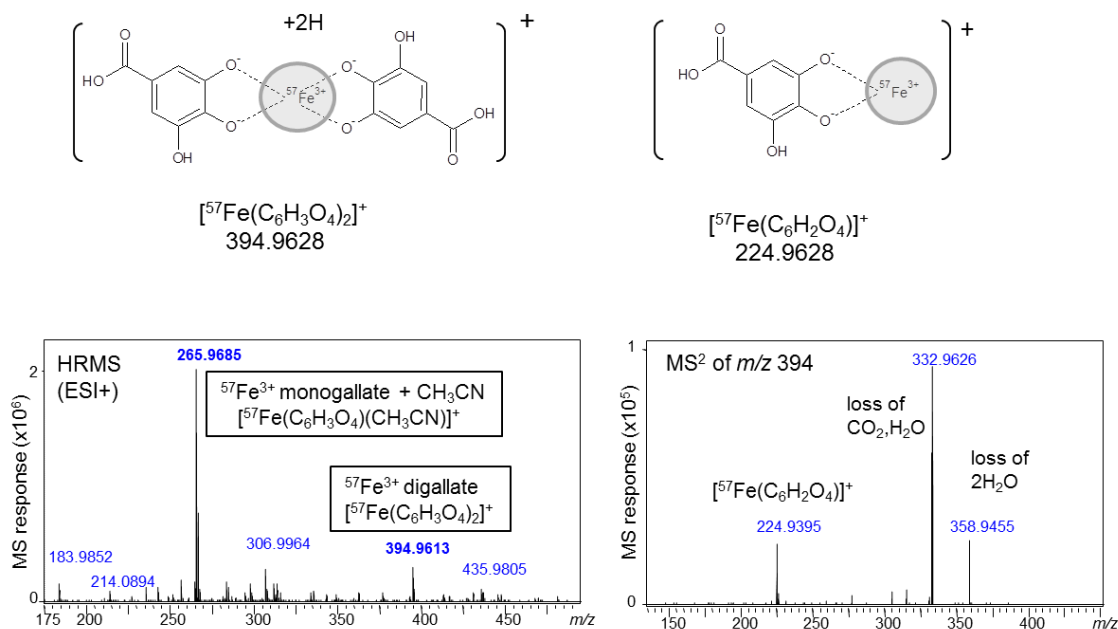 +2H
+
O
HO
O⁻
O⁻
OH
⁵⁷Fe³⁺
OH
O⁻
O⁻
OH
O
[⁵⁷Fe(C₆H₃O₄)₂]⁺
394.9628
+
O
HO
O⁻
O⁻
OH
⁵⁷Fe³⁺
[⁵⁷Fe(C₆H₂O₄)]⁺
224.9628
HRMS
(ESI+)
MS response (x10⁶)
2
0
265.9685
⁵⁷Fe³⁺ monogallate + CH₃CN
[⁵⁷Fe(C₆H₃O₄)(CH₃CN)]⁺
⁵⁷Fe³⁺ digallate
[⁵⁷Fe(C₆H₃O₄)₂]⁺
183.9852
214.0894
306.9964
394.9613
435.9805
175 200 250 300 350 400 450 m/z
MS² of m/z 394
MS response (x10⁵)
1
0
332.9626
loss of
CO₂,H₂O
loss of
2H₂O
[⁵⁷Fe(C₆H₂O₄)]⁺
224.9395
358.9455
150 200 250 300 350 400 m/z